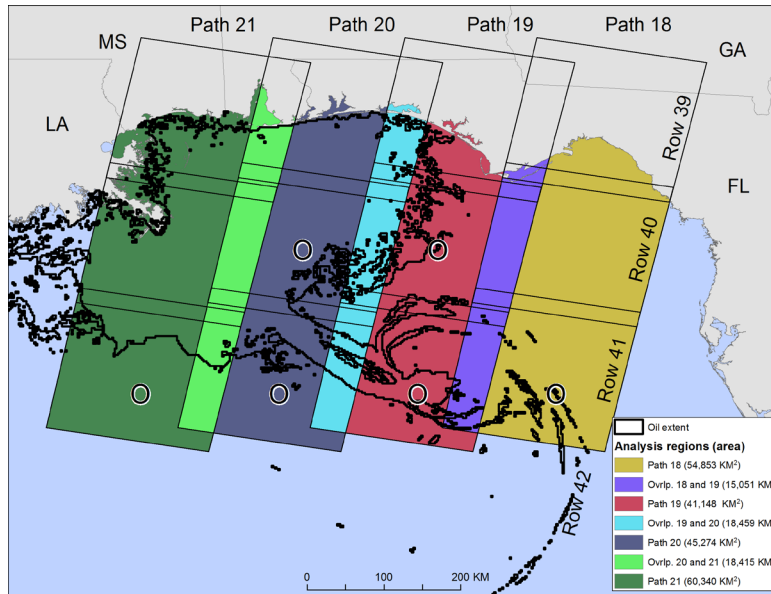 Path 21
Path 20
Path 19
Path 18
MS
GA
LA
FL
Row 39
Row 40
Row 41
Row 42
O
O
O
O
O
O
Oil extent
Analysis regions (area)
Path 18 (54,853 KM²)
Ovrlp. 18 and 19 (15,051 KM
Path 19 (41,148 KM²)
Ovrlp. 19 and 20 (18,459 KM
Path 20 (45,274 KM²)
Ovrlp. 20 and 21 (18,415 KM
Path 21 (60,340 KM²)
0 100 200 KM